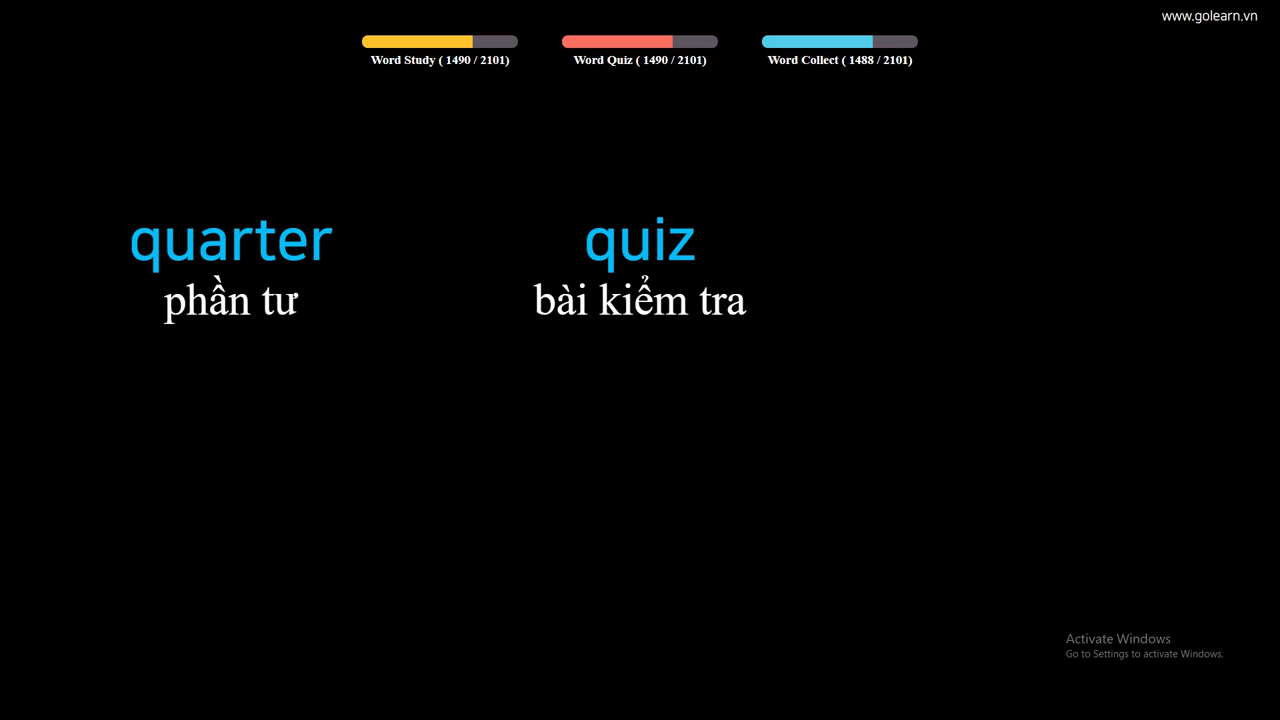 www.golearn.vn
Word Study ( 1490 / 2101)
Word Quiz ( 1490 / 2101)
Word Collect ( 1488 / 2101)
quarter
phần tư
quiz
bài kiểm tra
Activate Windows
Go to Settings to activate Windows.